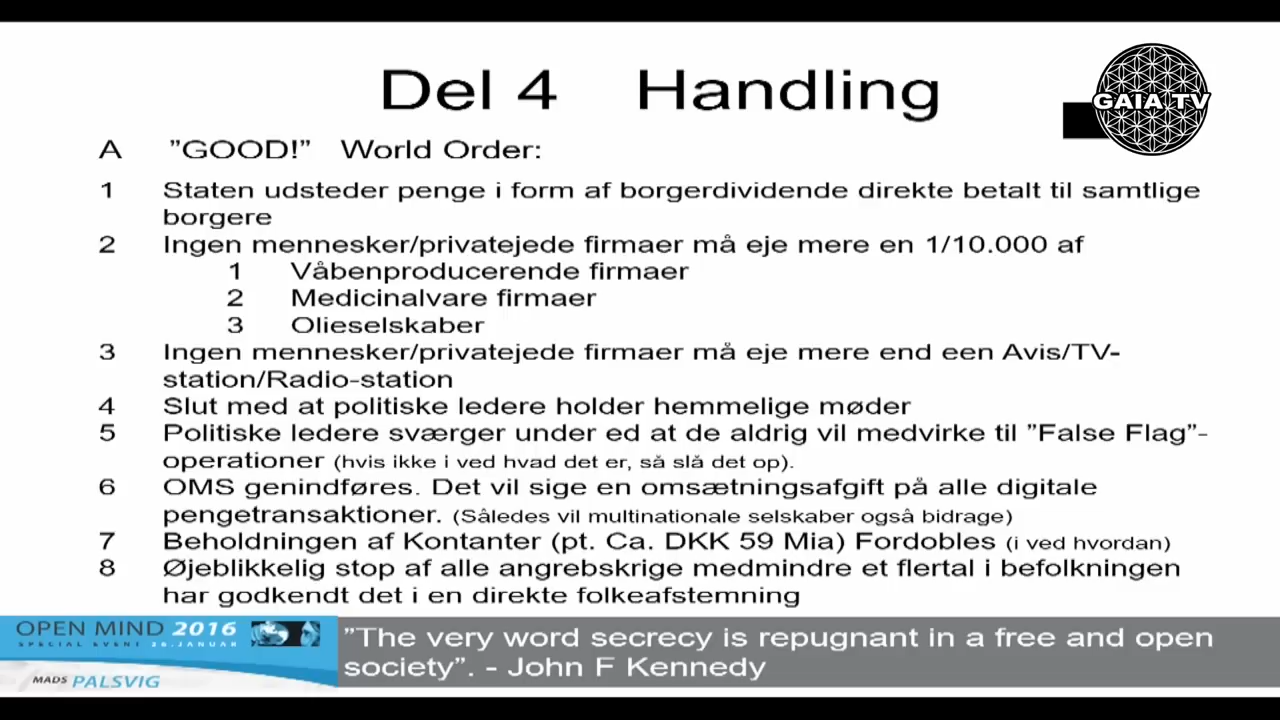 Del 4 Handling
GAIA TV
A ”GOOD!” World Order:
1 Staten udsteder penge i form af borgerdividende direkte betalt til samtlige
borgere
2 Ingen mennesker/privatejede firmaer må eje mere en 1/10.000 af
1 Våbenproducerende firmaer
2 Medicinalvare firmaer
3 Olieselskaber
3 Ingen mennesker/privatejede firmaer må eje mere end een Avis/TV-
station/Radio-station
4 Slut med at politiske ledere holder hemmelige møder
5 Politiske ledere sværger under ed at de aldrig vil medvirke til ”False Flag”-
operationer (hvis ikke i ved hvad det er, så slå det op).
6 OMS genindføres. Det vil sige en omsætningsafgift på alle digitale
pengetransaktioner. (Således vil multinationale selskaber også bidrage)
7 Beholdningen af Kontanter (pt. Ca. DKK 59 Mia) Fordobles (i ved hvordan)
8 Øjeblikkelig stop af alle angrebskrige medmindre et flertal i befolkningen
har godkendt det i en direkte folkeafstemning
OPEN MIND 2016
SPECIAL EVENT 26.JANUAR
MADS PALSVIG
”The very word secrecy is repugnant in a free and open
society”. - John F Kennedy